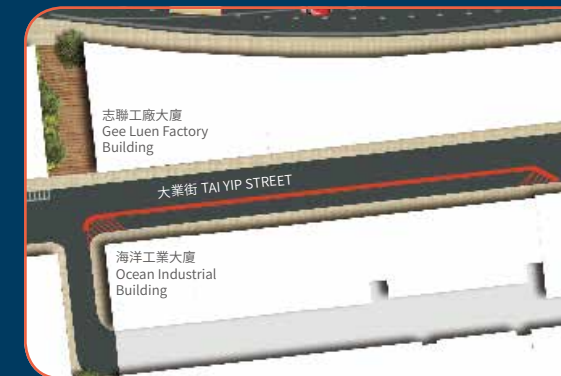 志聯工廠大廈
Gee Luen Factory
Building
大業街 TAI YIP STREET
海洋工業大廈
Ocean Industrial
Building